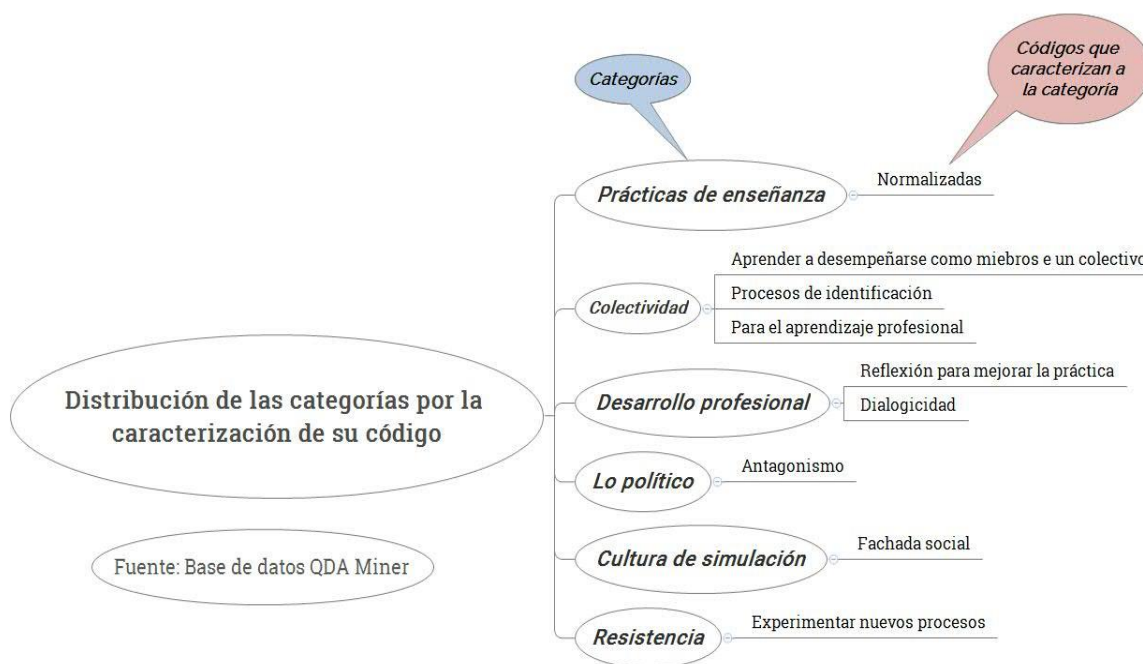 Categorías
Códigos que
caracterizan a
la categoría
Prácticas de enseñanza
Normalizadas
Colectividad
Aprender a desempeñarse como miebros e un colectivo
Procesos de identificación
Para el aprendizaje profesional
Distribución de las categorías por la
caracterización de su código
Desarrollo profesional
Reflexión para mejorar la práctica
Dialogicidad
Lo político
Antagonismo
Fuente: Base de datos QDA Miner
Cultura de simulación
Fachada social
Resistencia
Experimentar nuevos procesos